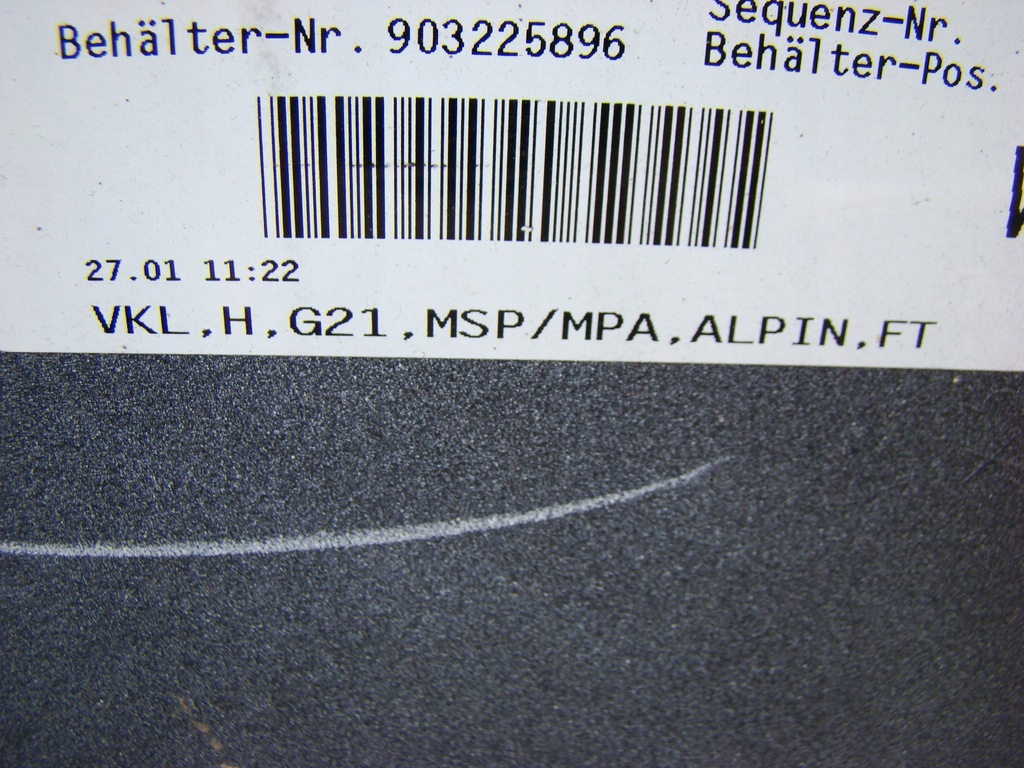 Sequenz-Nr.
Behälter-Nr. 903225896 Behälter-Pos.
27.01 11:22
VKL,H,G21,MSP/MPA,ALPIN,FT